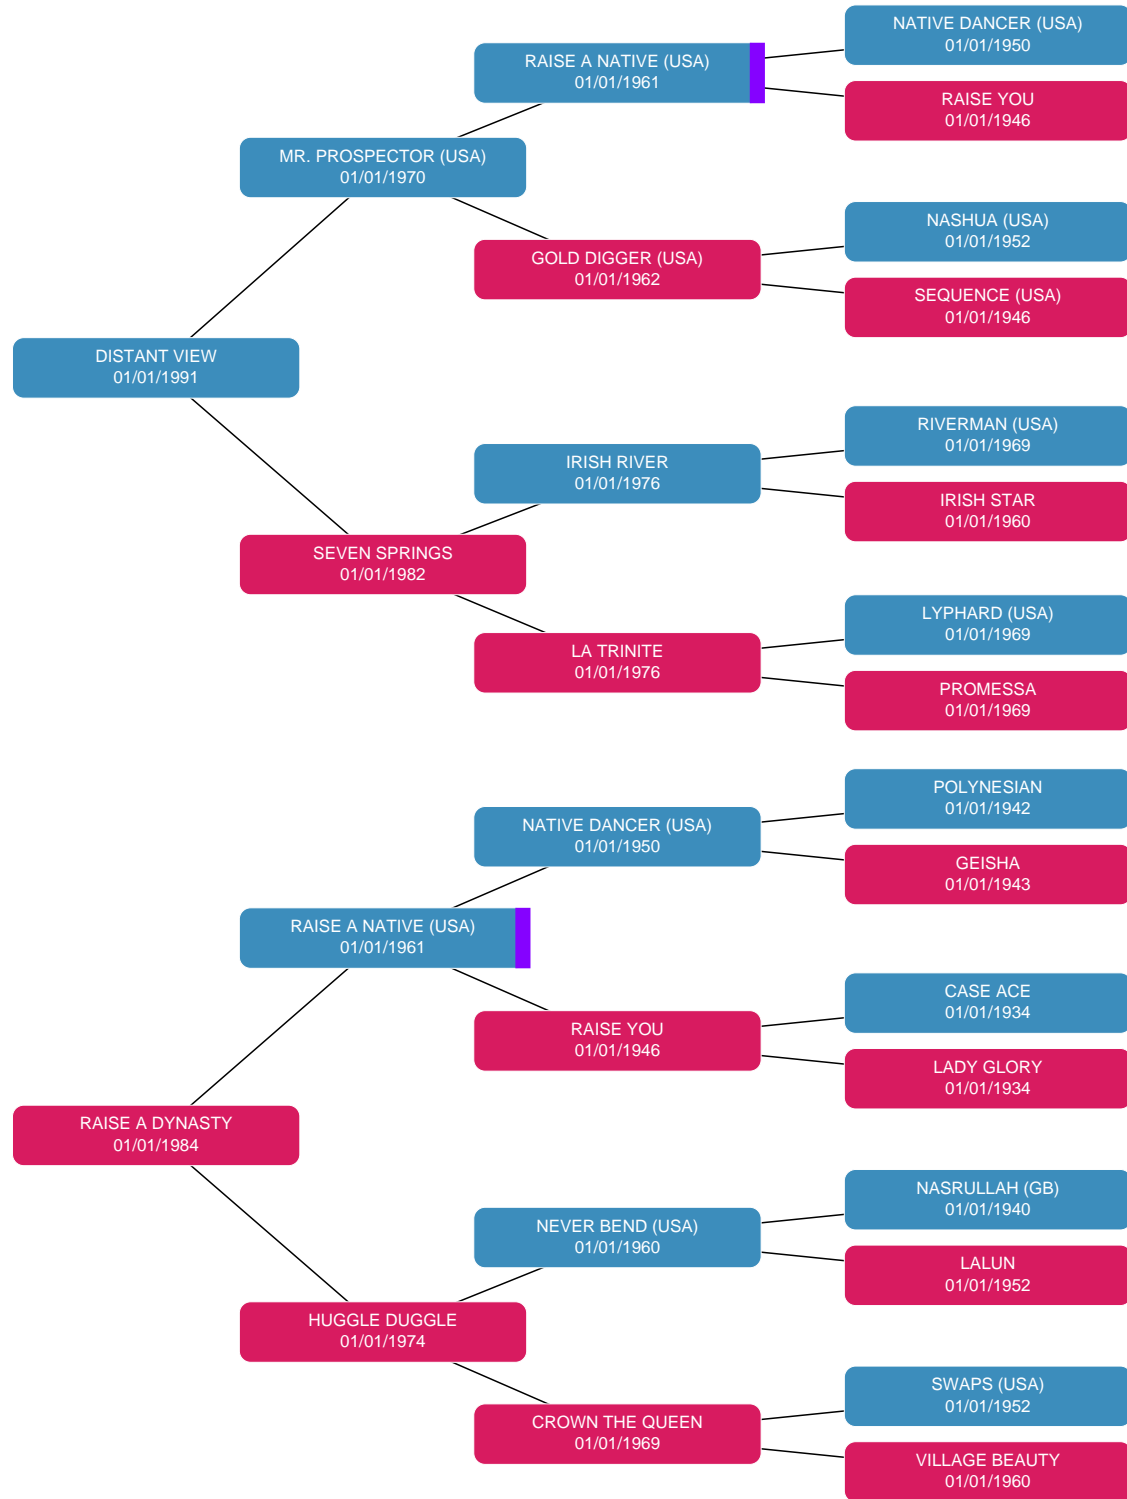 NATIVE DANCER (USA)
01/01/1950
RAISE A NATIVE (USA)
01/01/1961
RAISE YOU
01/01/1946
MR. PROSPECTOR (USA)
01/01/1970
NASHUA (USA)
01/01/1952
GOLD DIGGER (USA)
01/01/1962
SEQUENCE (USA)
01/01/1946
DISTANT VIEW
01/01/1991
RIVERMAN (USA)
01/01/1969
IRISH RIVER
01/01/1976
IRISH STAR
01/01/1960
SEVEN SPRINGS
01/01/1982
LYPHARD (USA)
01/01/1969
LA TRINITE
01/01/1976
PROMESSA
01/01/1969
POLYNESIAN
01/01/1942
NATIVE DANCER (USA)
01/01/1950
GEISHA
01/01/1943
RAISE A NATIVE (USA)
01/01/1961
CASE ACE
01/01/1934
RAISE YOU
01/01/1946
LADY GLORY
01/01/1934
RAISE A DYNASTY
01/01/1984
NASRULLAH (GB)
01/01/1940
NEVER BEND (USA)
01/01/1960
LALUN
01/01/1952
HUGGLE DUGGLE
01/01/1974
SWAPS (USA)
01/01/1952
CROWN THE QUEEN
01/01/1969
VILLAGE BEAUTY
01/01/1960